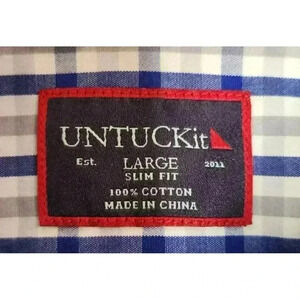 UNTUCKit
Est. LARGE 2011
SLIM FIT
100% COTTON
MADE IN CHINA